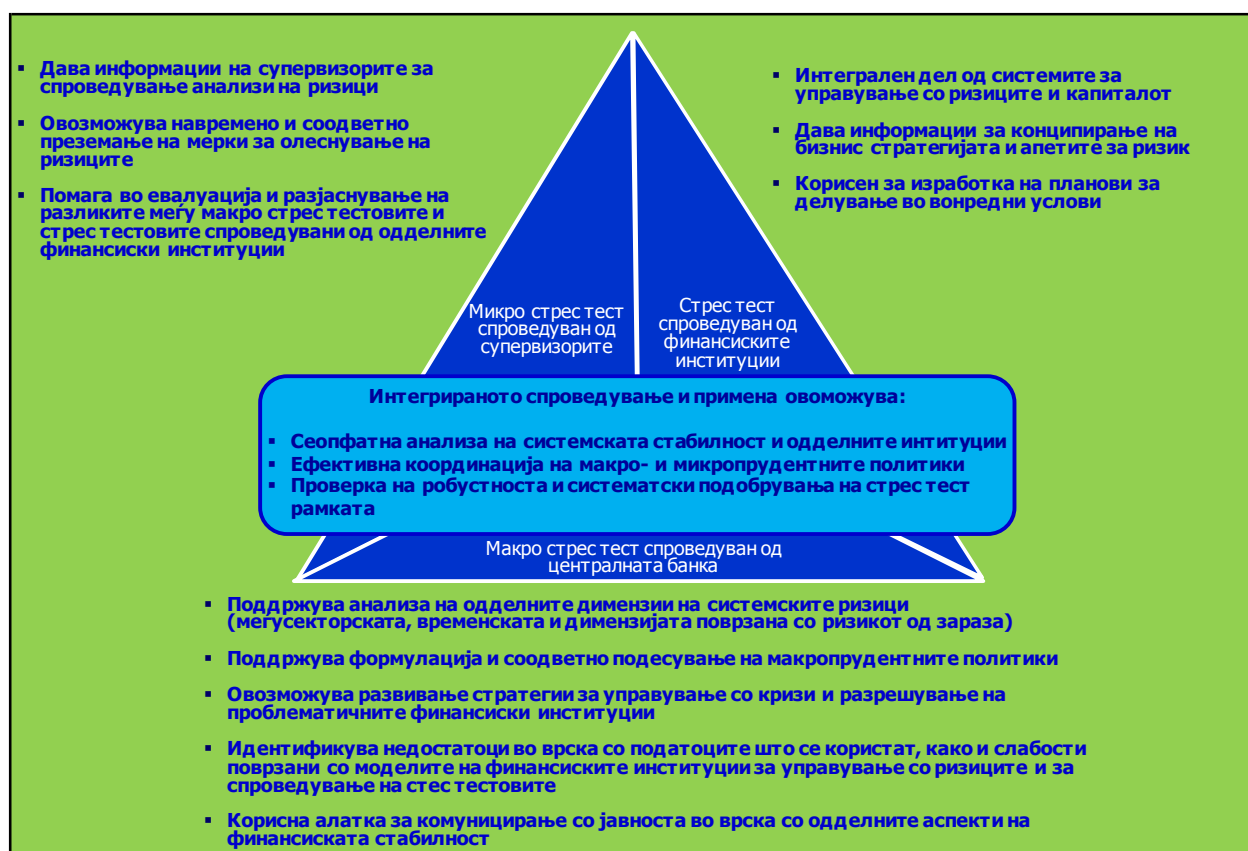 ▪ Дава информации на супервизорите за
спроведување анализи на ризици
▪ Овозможува навремено и соодветно
преземање на мерки за олеснување на
ризиците
▪ Помага во евалуација и разјаснување на
разликите меѓу макро стрес тестовите и
стрес тестовите спроведувани од одделните
финансиски институции
▪ Интегрален дел од системите за
управување со ризиците и капиталот
▪ Дава информации за конципирање на
бизнис стратегијата и апетите за ризик
▪ Корисен за изработка на планови за
делување во вонредни услови
Микро стрес тест
спроведуван од
супервизорите
Стрес тест
спроведуван од
финансиските
институции
Интегрираното спроведување и примена овоможува:
▪ Сеопфатна анализа на системската стабилност и одделните интитуции
▪ Ефективна координација на макро- и микропрудентните политики
▪ Проверка на робустноста и систематски подобрувања на стрес тест
рамката
Макро стрес тест спроведуван од
централната банка
▪ Поддржува анализа на одделните димензии на системските ризици
(меѓусекторската, временската и димензијата поврзана со ризикот од зараза)
▪ Поддржува формулација и соодветно подесување на макропрудентните политики
▪ Овозможува развивање стратегии за управување со кризи и разрешување на
проблематичните финансиски институции
▪ Идентификува недостатоци во врска со податоците што се користат, како и слабости
поврзани со моделите на финансиските институции за управување со ризиците и за
спроведување на стес тестовите
▪ Корисна алатка за комуницирање со јавноста во врска со одделните аспекти на
финансиската стабилност